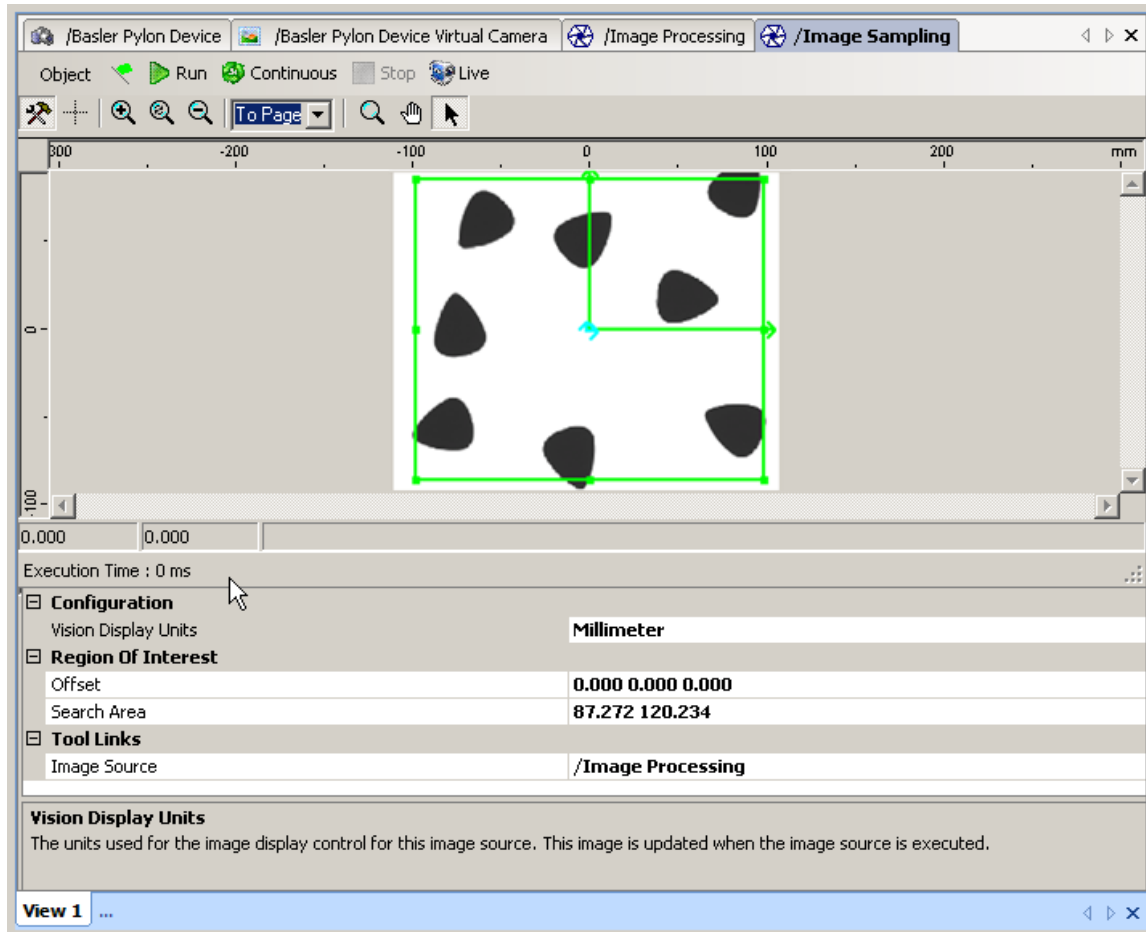 /Basler Pylon Device /Basler Pylon Device Virtual Camera /Image Processing /Image Sampling
Object Run Continuous Stop Live
To Page
300 -200 -100 0 100 200 mm
0
-100
0.000 0.000
Execution Time : 0 ms
Configuration
Vision Display Units Millimeter
Region Of Interest
Offset 0.000 0.000 0.000
Search Area 87.272 120.234
Tool Links
Image Source /Image Processing
Vision Display Units
The units used for the image display control for this image source. This image is updated when the image source is executed.
View 1 ...